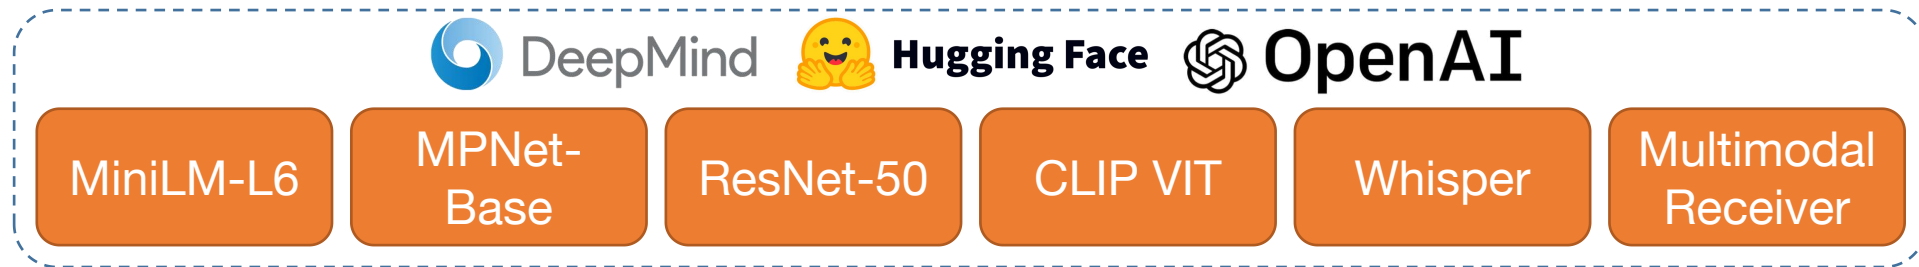 DeepMind
Hugging Face
OpenAI
MiniLM-L6
MPNet-
Base
ResNet-50
CLIP VIT
Whisper
Multimodal
Receiver